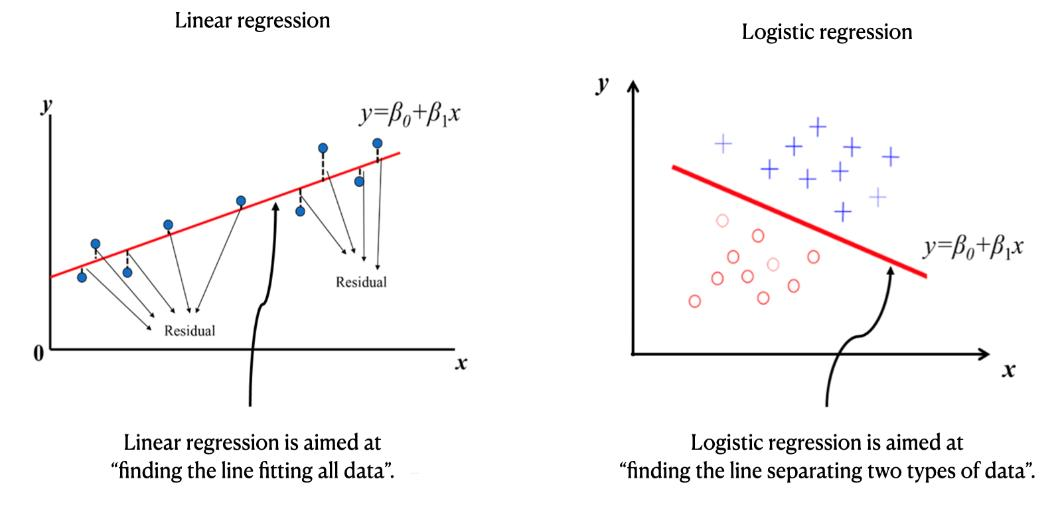 Linear regression
y
y=β₀+β₁x
Residual
Residual
0
x
Linear regression is aimed at
“finding the line fitting all data”.
Logistic regression
y
y=β₀+β₁x
x
Logistic regression is aimed at
“finding the line separating two types of data”.